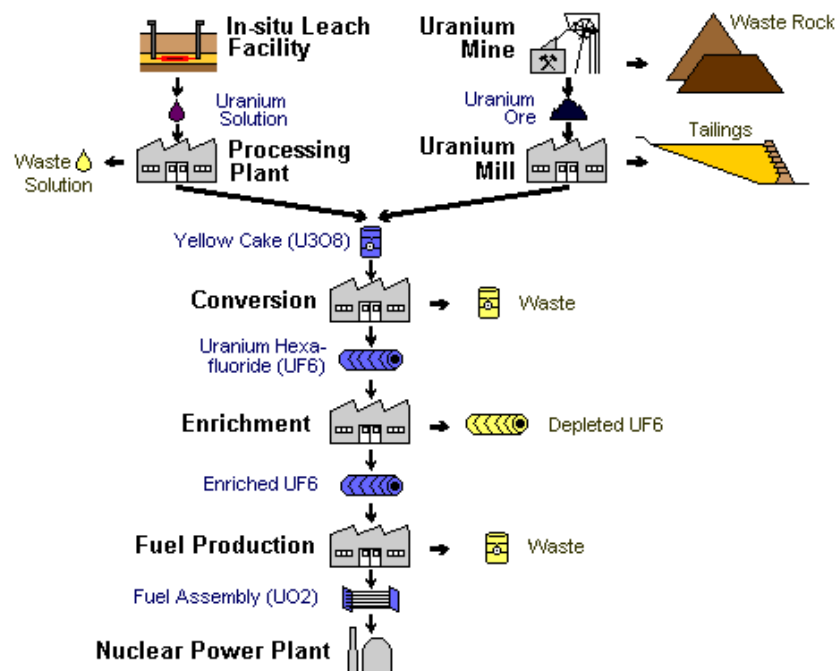 In-situ Leach
Facility
Uranium
Mine
Waste Rock
Uranium
Solution
Uranium
Ore
Waste
Solution
Processing
Plant
Uranium
Mill
Tailings
Yellow Cake (U3O8)
Conversion
Waste
Uranium Hexa-
fluoride (UF6)
Enrichment
Depleted UF6
Enriched UF6
Fuel Production
Waste
Fuel Assembly (UO2)
Nuclear Power Plant